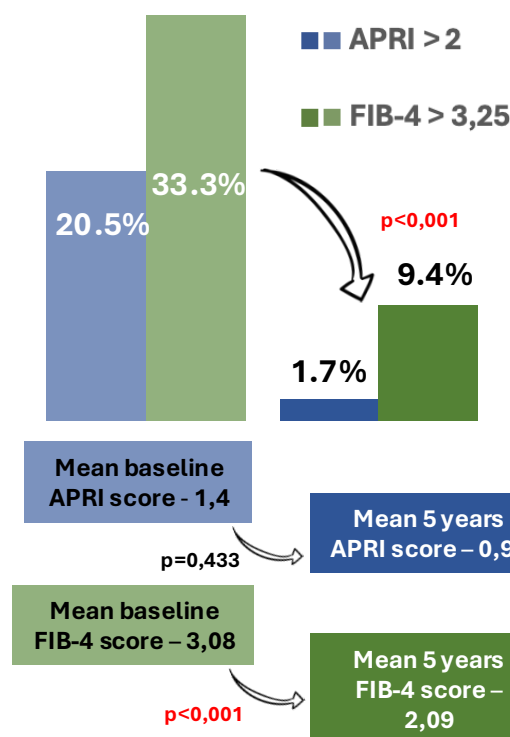 APRI > 2
FIB-4 > 3,25
33.3%
20.5%
p<0,001
9.4%
1.7%
Mean baseline
APRI score - 1,4
Mean 5 years
APRI score – 0,9
p=0,433
Mean baseline
FIB-4 score – 3,08
Mean 5 years
FIB-4 score –
2,09
p<0,001